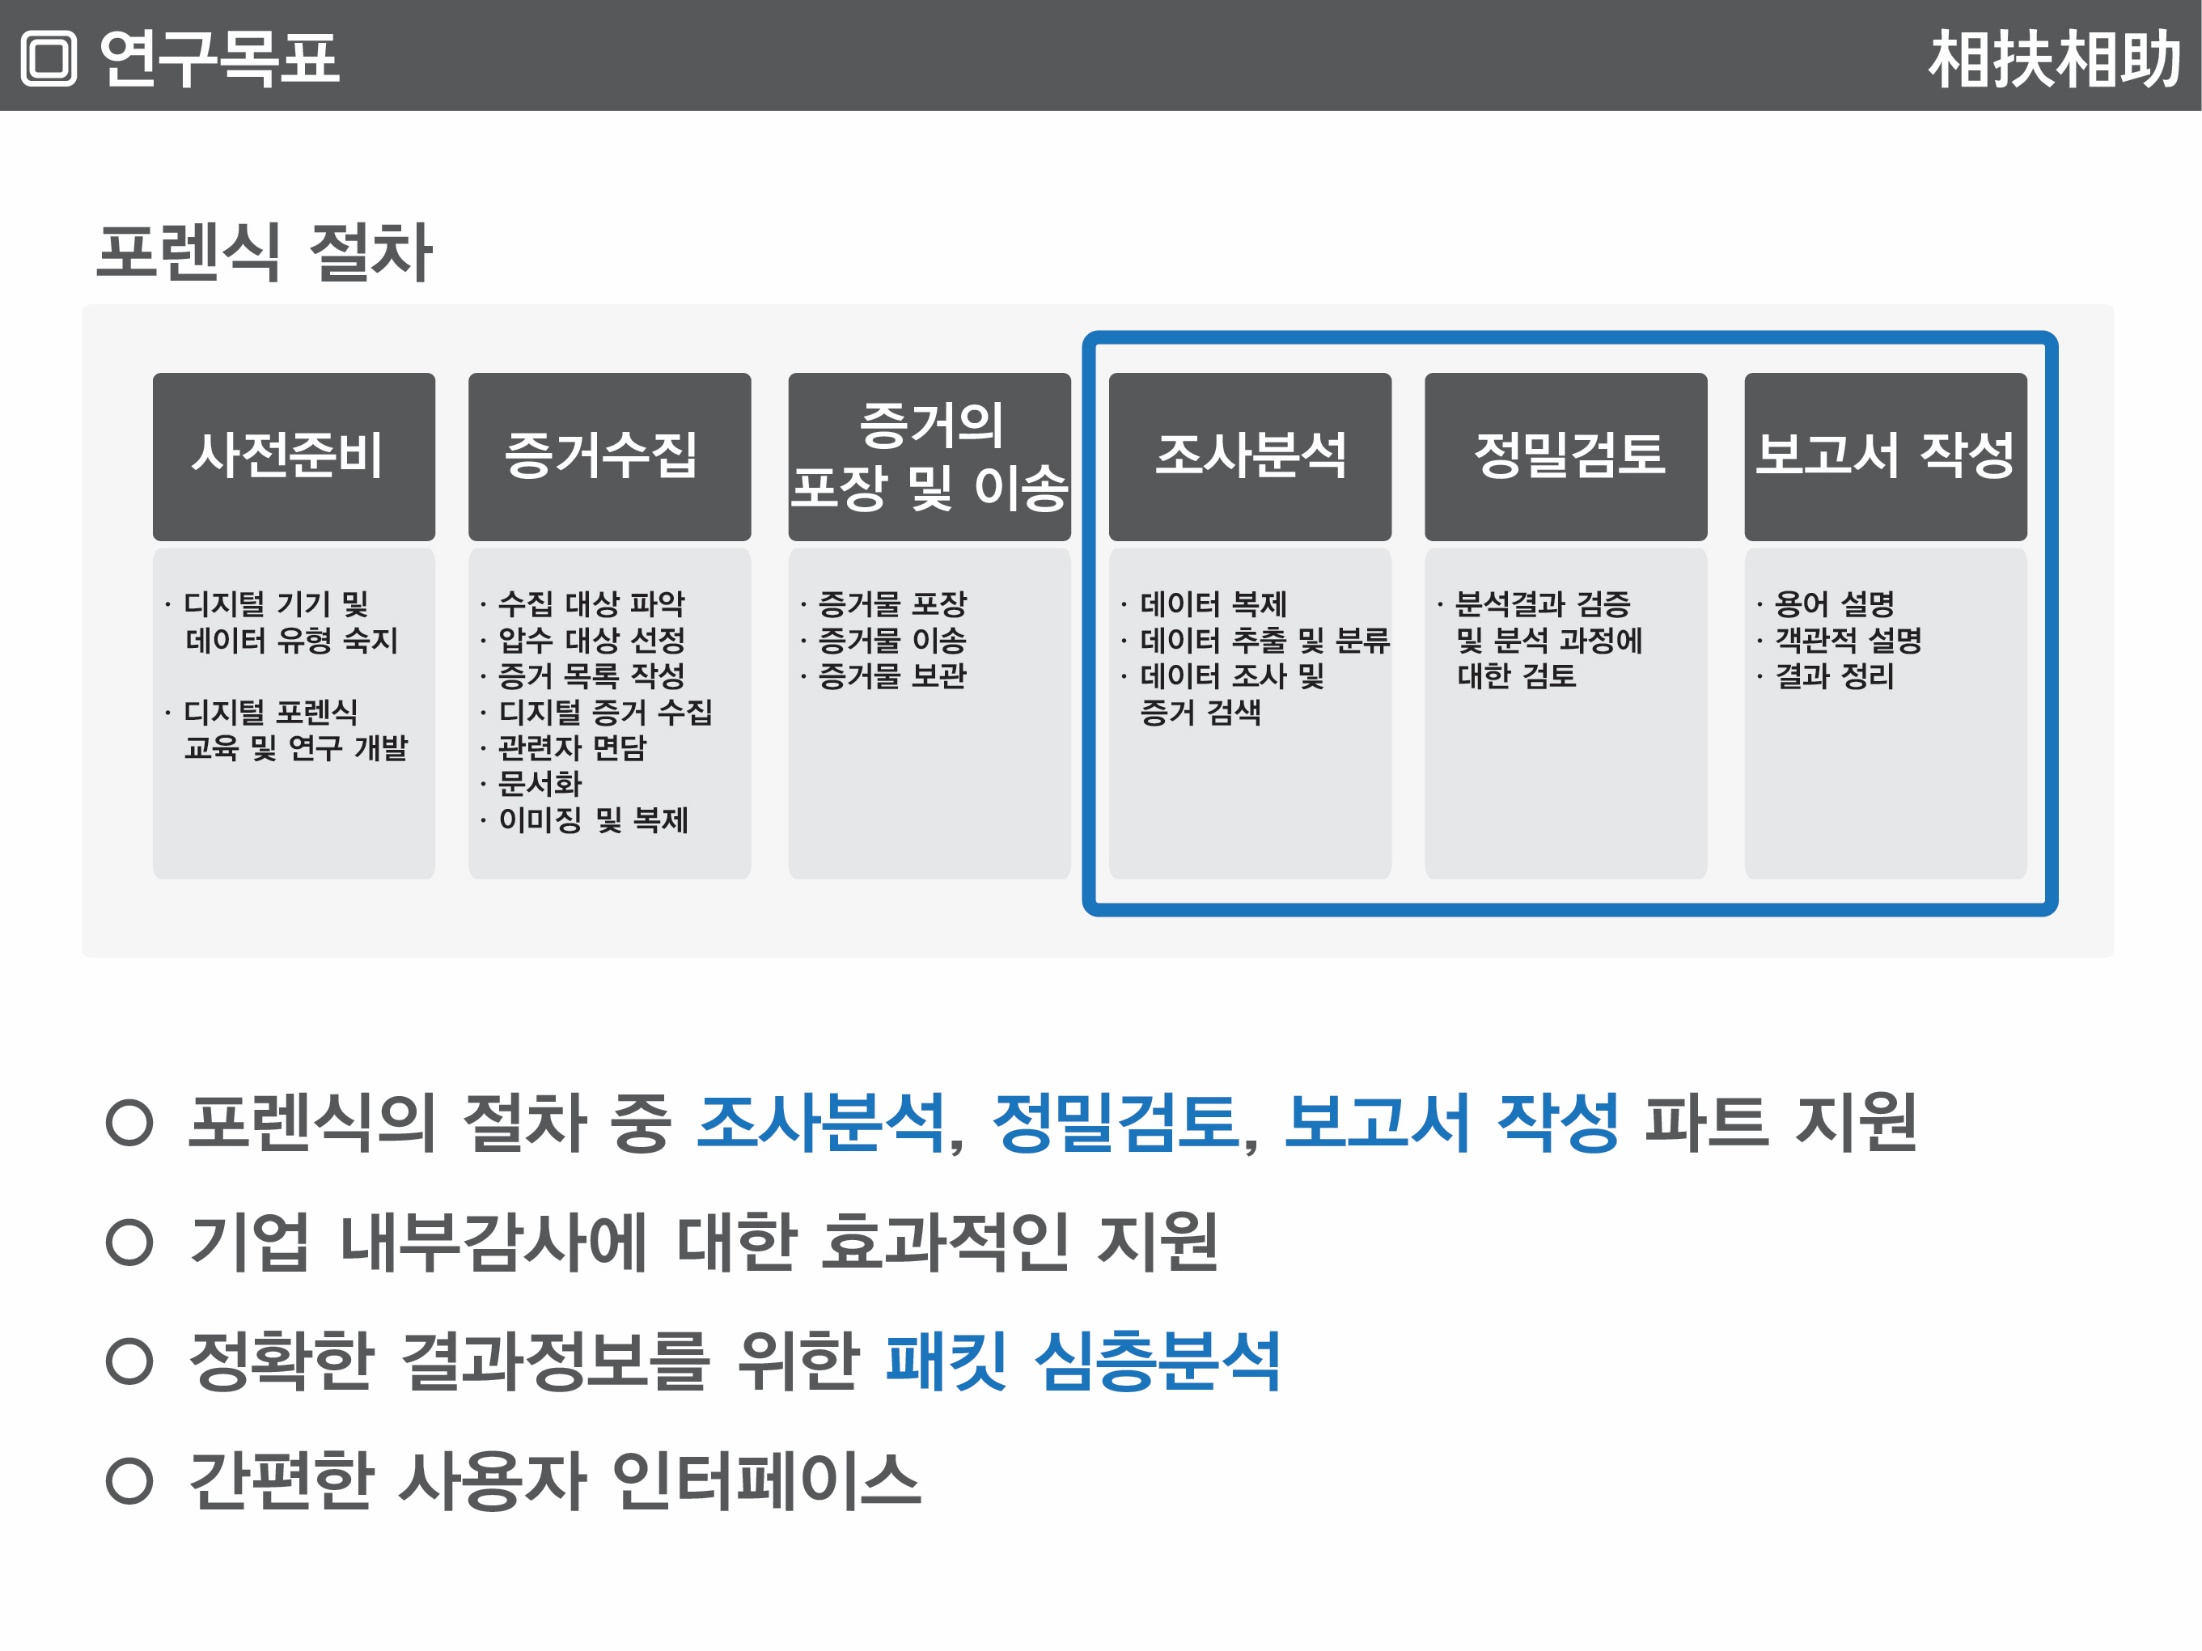 연구목표
相扶相助
포렌식 절차
사전준비
· 디지털 기기 및
데이터 유형 숙지
· 디지털 포렌식
교육 및 연구 개발
증거수집
· 수집 대상 파악
· 압수 대상 선정
· 증거 목록 작성
· 디지털 증거 수집
· 관련자 면담
· 문서화
· 이미징 및 복제
증거의
포장 및 이송
· 증거물 포장
· 증거물 이송
· 증거물 보관
조사분석
· 데이터 복제
· 데이터 추출 및 분류
· 데이터 조사 및
증거 검색
정밀검토
· 분석결과 검증
및 분석 과정에
대한 검토
보고서 작성
· 용어 설명
· 객관적 설명
· 결과 정리
○ 포렌식의 절차 중 조사분석, 정밀검토, 보고서 작성 파트 지원
○ 기업 내부감사에 대한 효과적인 지원
○ 정확한 결과정보를 위한 패킷 심층분석
○ 간편한 사용자 인터페이스